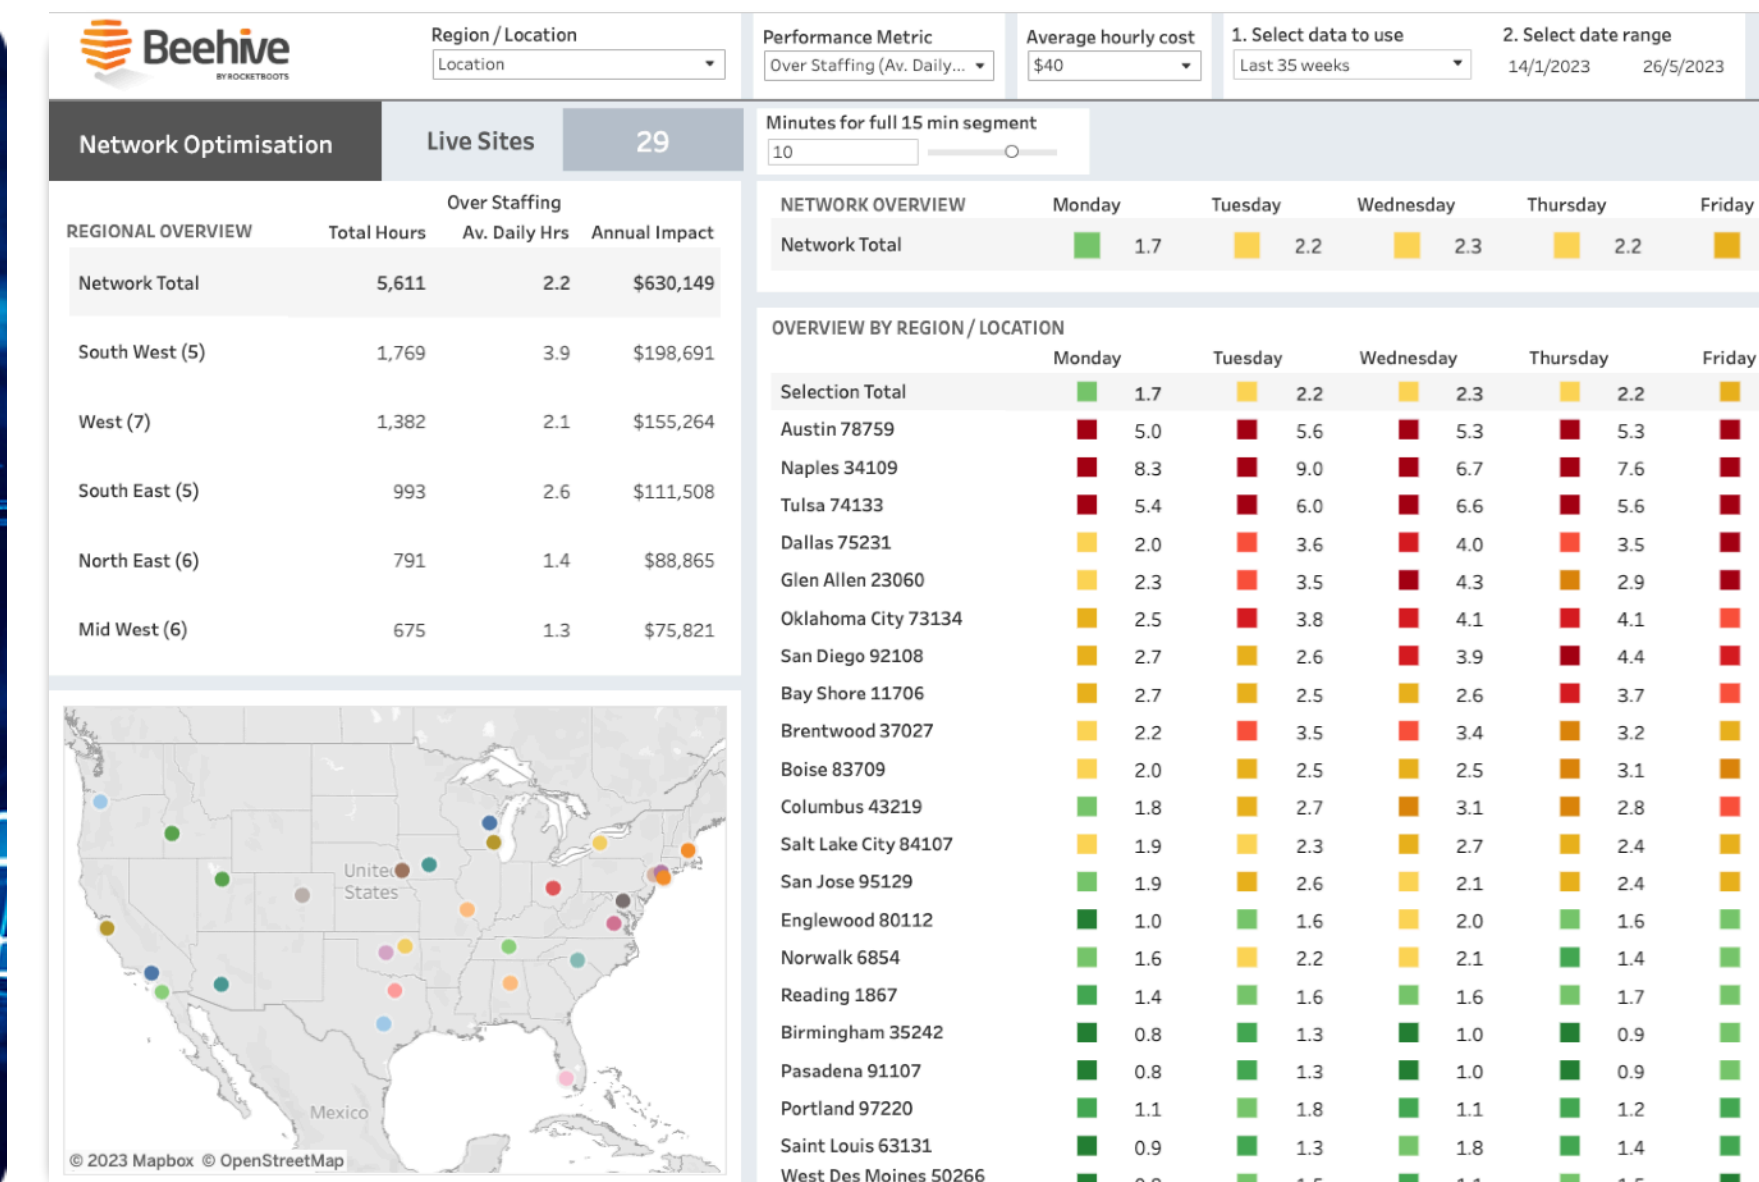 Beehive
BY ROCKETBOOTS
Region / Location
Location
Performance Metric
Over Staffing (Av. Daily...
Average hourly cost
$40
1. Select data to use
Last 35 weeks
2. Select date range
14/1/2023 26/5/2023
Network Optimisation
Live Sites 29
Minutes for full 15 min segment
10
Over Staffing
REGIONAL OVERVIEW Total Hours Av. Daily Hrs Annual Impact
Network Total 5,611 2.2 $630,149
South West (5) 1,769 3.9 $198,691
West (7) 1,382 2.1 $155,264
South East (5) 993 2.6 $111,508
North East (6) 791 1.4 $88,865
Mid West (6) 675 1.3 $75,821
United States
Mexico
© 2023 Mapbox © OpenStreetMap
NETWORK OVERVIEW Monday Tuesday Wednesday Thursday Friday
Network Total 1.7 2.2 2.3 2.2
OVERVIEW BY REGION / LOCATION
Monday Tuesday Wednesday Thursday Friday
Selection Total 1.7 2.2 2.3 2.2
Austin 78759 5.0 5.6 5.3 5.3
Naples 34109 8.3 9.0 6.7 7.6
Tulsa 74133 5.4 6.0 6.6 5.6
Dallas 75231 2.0 3.6 4.0 3.5
Glen Allen 23060 2.3 3.5 4.3 2.9
Oklahoma City 73134 2.5 3.8 4.1 4.1
San Diego 92108 2.7 2.6 3.9 4.4
Bay Shore 11706 2.7 2.5 2.6 3.7
Brentwood 37027 2.2 3.5 3.4 3.2
Boise 83709 2.0 2.5 2.5 3.1
Columbus 43219 1.8 2.7 3.1 2.8
Salt Lake City 84107 1.9 2.3 2.7 2.4
San Jose 95129 1.9 2.6 2.1 2.4
Englewood 80112 1.0 1.6 2.0 1.6
Norwalk 6854 1.6 2.2 2.1 1.4
Reading 1867 1.4 1.6 1.6 1.7
Birmingham 35242 0.8 1.3 1.0 0.9
Pasadena 91107 0.8 1.3 1.0 0.9
Portland 97220 1.1 1.8 1.1 1.2
Saint Louis 63131 0.9 1.3 1.8 1.4
West Des Moines 50266